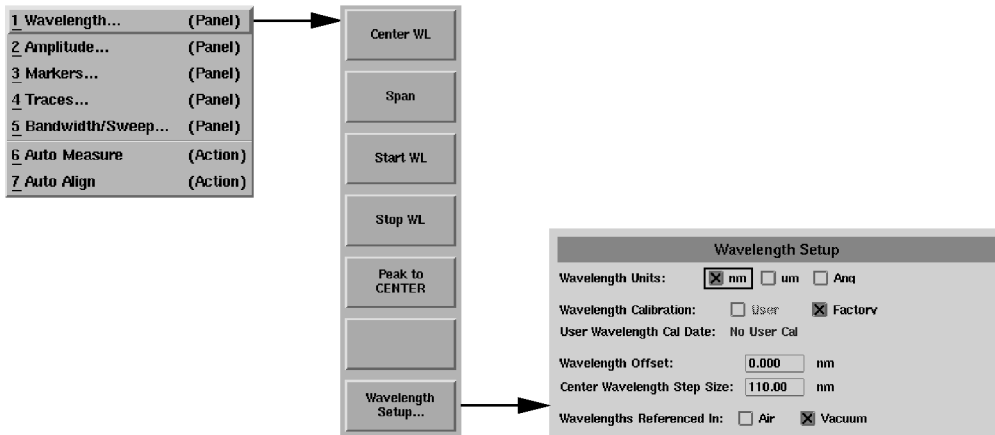 1 Wavelength... (Panel)
2 Amplitude... (Panel)
3 Markers... (Panel)
4 Traces... (Panel)
5 Bandwidth/Sweep... (Panel)
6 Auto Measure (Action)
7 Auto Align (Action)
Center WL
Span
Start WL
Stop WL
Peak to
CENTER
Wavelength
Setup...
Wavelength Setup
Wavelength Units: nm um Ang
Wavelength Calibration: User Factory
User Wavelength Cal Date: No User Cal
Wavelength Offset: 0.000 nm
Center Wavelength Step Size: 110.00 nm
Wavelengths Referenced In: Air Vacuum